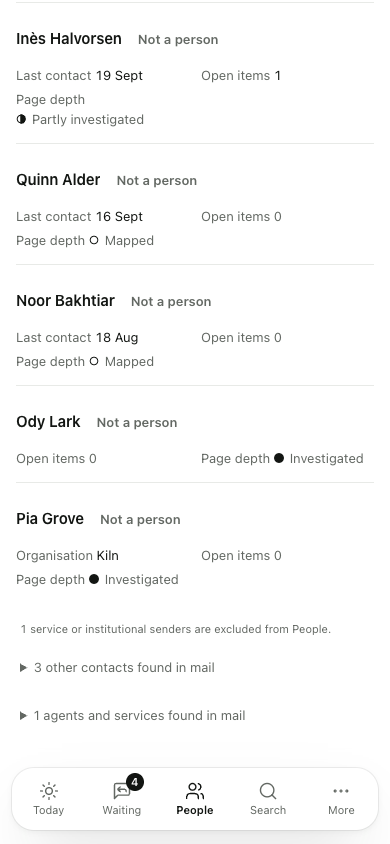 Inès Halvorsen Not a person
Last contact 19 Sept Open items 1
Page depth
Partly investigated
Quinn Alder Not a person
Last contact 16 Sept Open items 0
Page depth Mapped
Noor Bakhtiar Not a person
Last contact 18 Aug Open items 0
Page depth Mapped
Ody Lark Not a person
Open items 0 Page depth Investigated
Pia Grove Not a person
Organisation Kiln Open items 0
Page depth Investigated
1 service or institutional senders are excluded from People.
3 other contacts found in mail
1 agents and services found in mail
4
Today Waiting People Search More